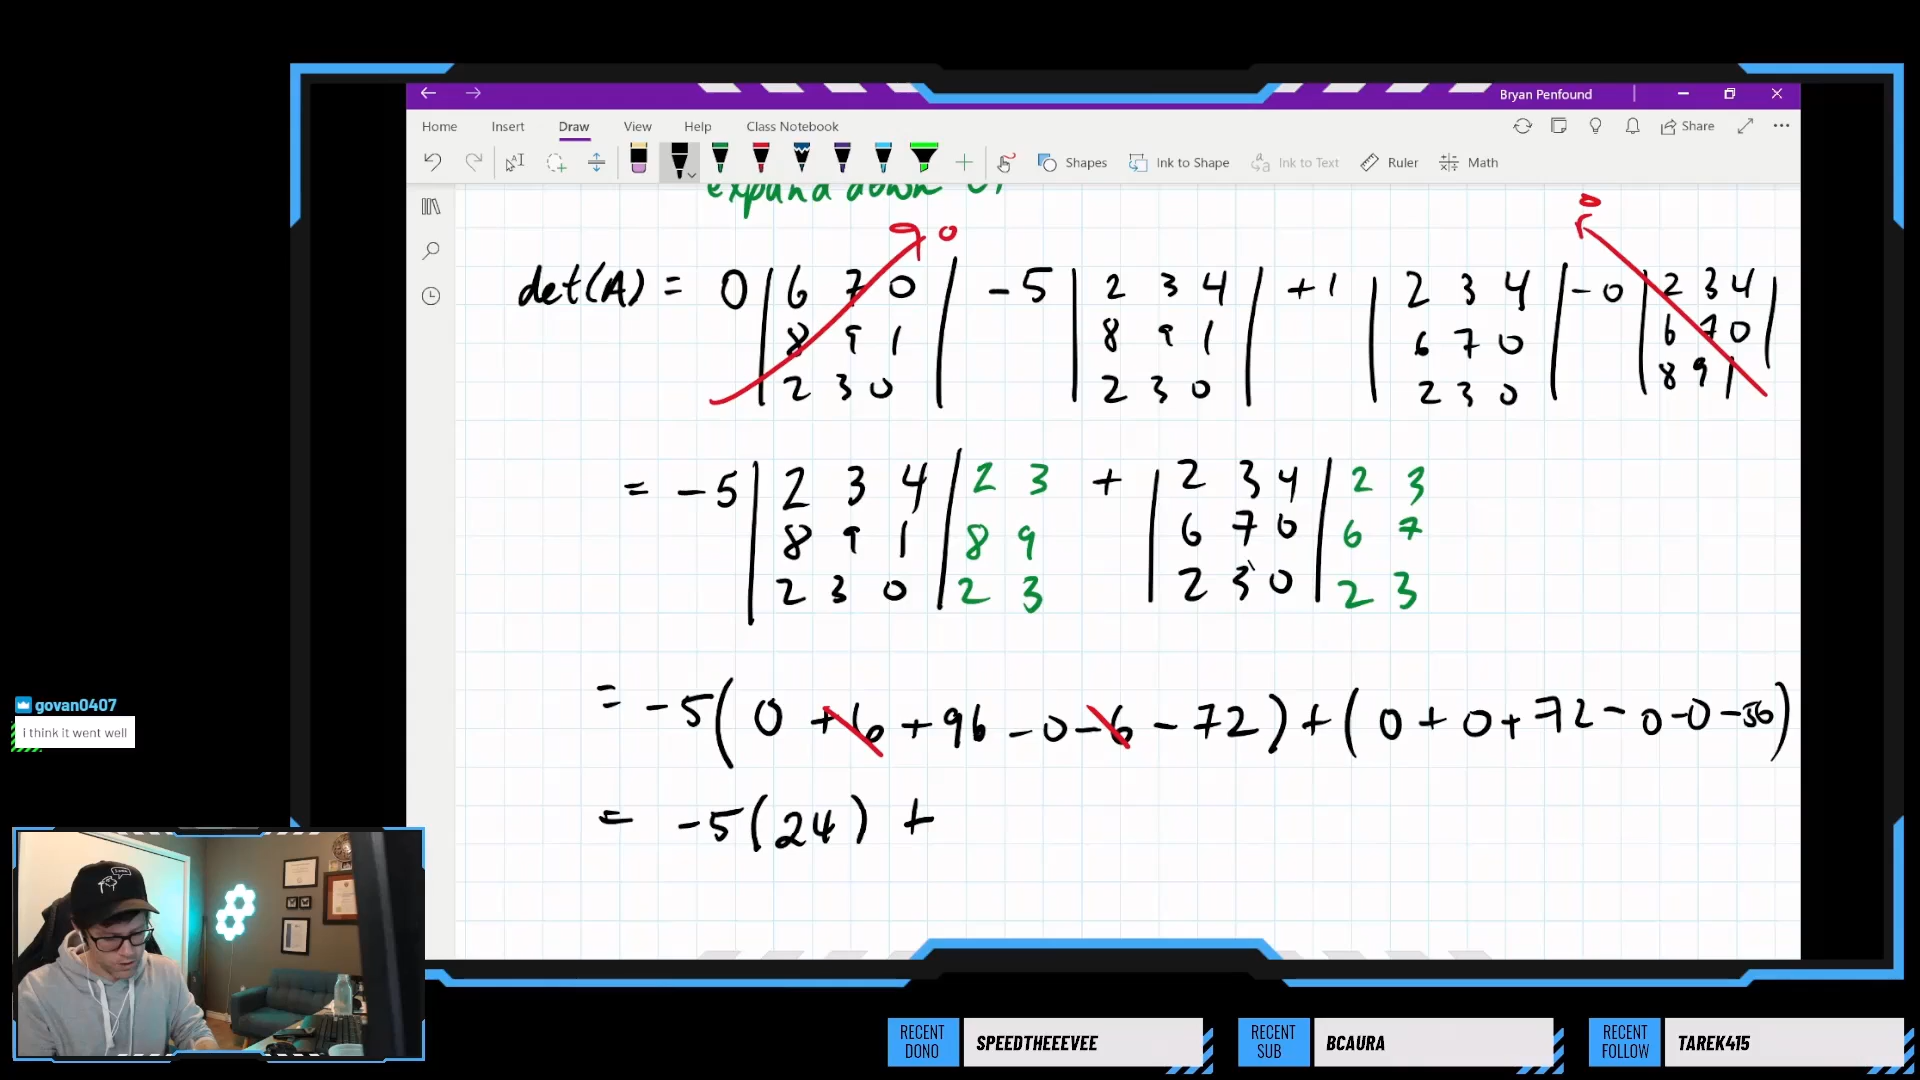 Bryan Penfound
Home Insert Draw View Help Class Notebook Share
Shapes Ink to Shape Ink to Text Ruler Math
expand down
0 0
det(A) = 0 | 6 7 0 | - 5 | 2 3 4 | + 1 | 2 3 4 | - 0 | 2 3 4 |
8 9 1 8 9 1 6 7 0 6 7 0
2 3 0 2 3 0 2 3 0 8 9 1
= - 5 | 2 3 4 | 2 3 + | 2 3 4 | 2 3
8 9 1 8 9 6 7 0 6 7
2 3 0 2 3 2 3 0 2 3
= - 5 ( 0 + 6 + 96 - 0 - 6 - 72 ) + ( 0 + 0 + 72 - 0 - 0 - 56 )
= - 5 ( 24 ) +
govan0407
i think it went well
RECENT DONO SPEEDTHEEEVEE
RECENT SUB BCAURA
RECENT FOLLOW TAREK415